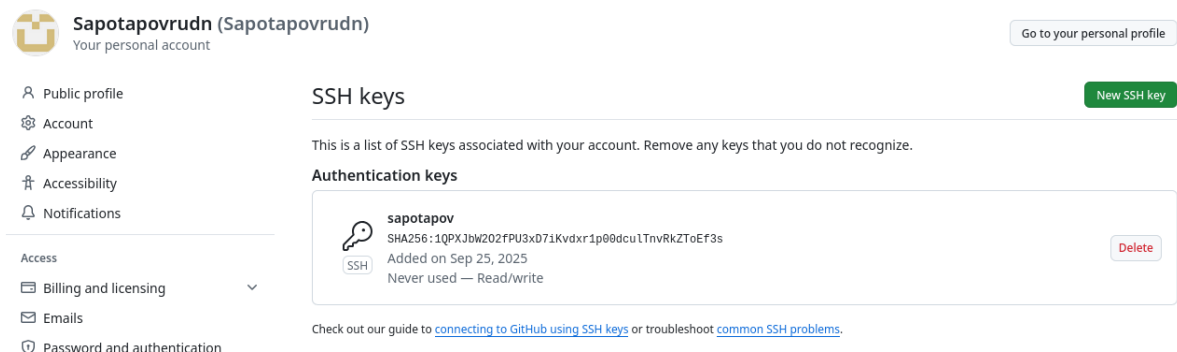 Sapotapovrudn (Sapotapovrudn)
Your personal account
Go to your personal profile
Public profile
Account
Appearance
Accessibility
Notifications
Access
Billing and licensing
Emails
Password and authentication
SSH keys
New SSH key
This is a list of SSH keys associated with your account. Remove any keys that you do not recognize.
Authentication keys
sapotapov
SHA256:1QPXJbW2O2fPU3xD7iKvdxr1p00dculTnvRkZToEf3s
Added on Sep 25, 2025
Never used — Read/write
SSH
Delete
Check out our guide to connecting to GitHub using SSH keys or troubleshoot common SSH problems.